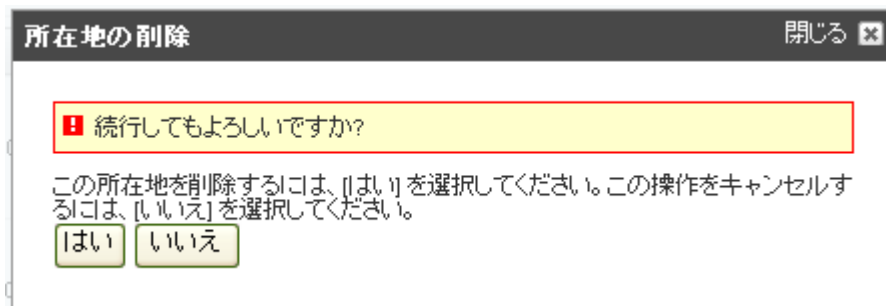 所在地の削除 閉じる
続行してもよろしいですか?
この所在地を削除するには、[はい] を選択してください。この操作をキャンセルす
るには、[いいえ] を選択してください。
はい いいえ